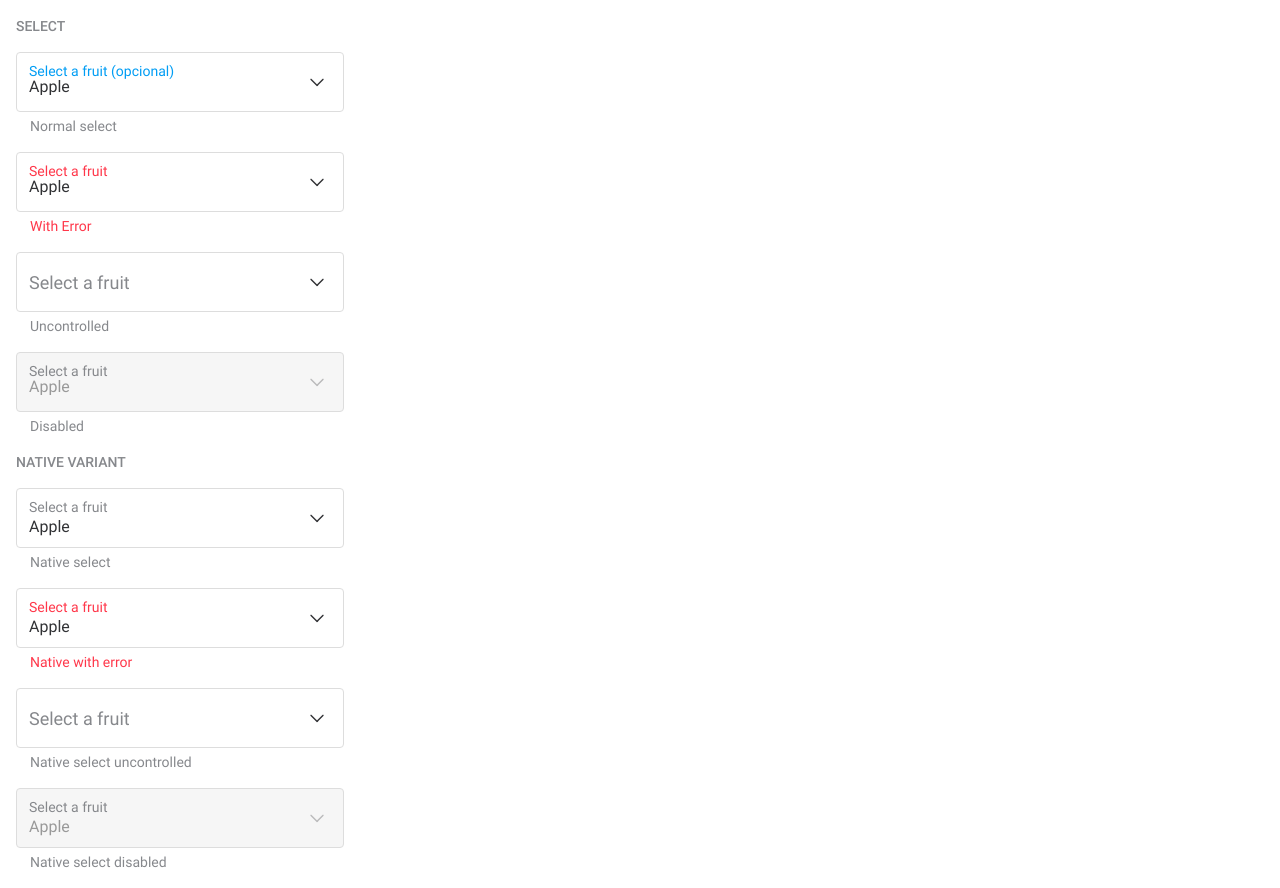 SELECT
Select a fruit (opcional)
Apple
Normal select
Select a fruit
Apple
With Error
Select a fruit
Uncontrolled
Select a fruit
Apple
Disabled
NATIVE VARIANT
Select a fruit
Apple
Native select
Select a fruit
Apple
Native with error
Select a fruit
Native select uncontrolled
Select a fruit
Apple
Native select disabled